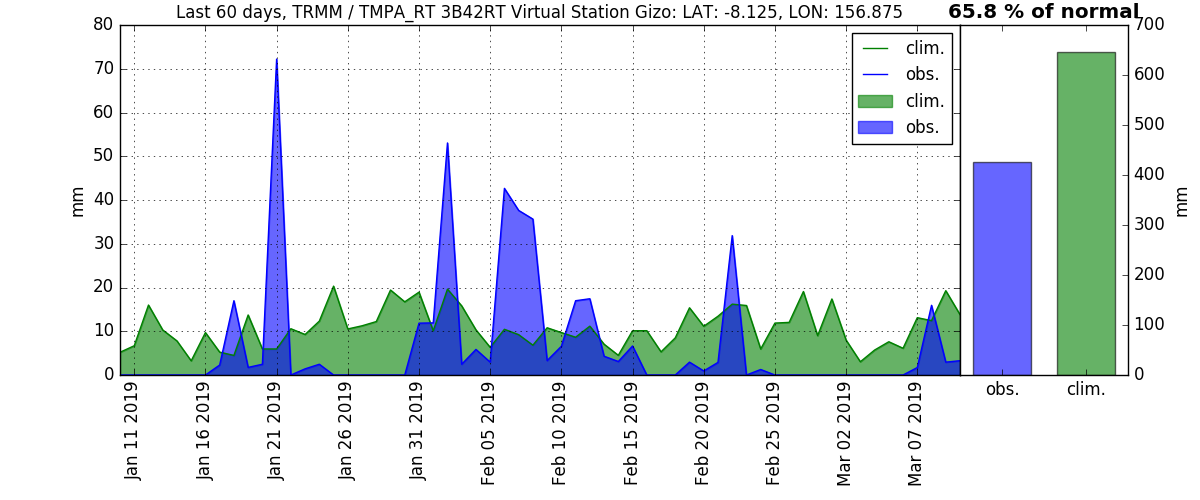 Last 60 days, TRMM / TMPA_RT 3B42RT Virtual Station Gizo: LAT: -8.125, LON: 156.875
65.8 % of normal
80
70
60
50
40
30
20
10
0
mm
clim.
obs.
clim.
obs.
Jan 11 2019
Jan 16 2019
Jan 21 2019
Jan 26 2019
Jan 31 2019
Feb 05 2019
Feb 10 2019
Feb 15 2019
Feb 20 2019
Feb 25 2019
Mar 02 2019
Mar 07 2019
700
600
500
400
300
200
100
0
mm
obs.
clim.